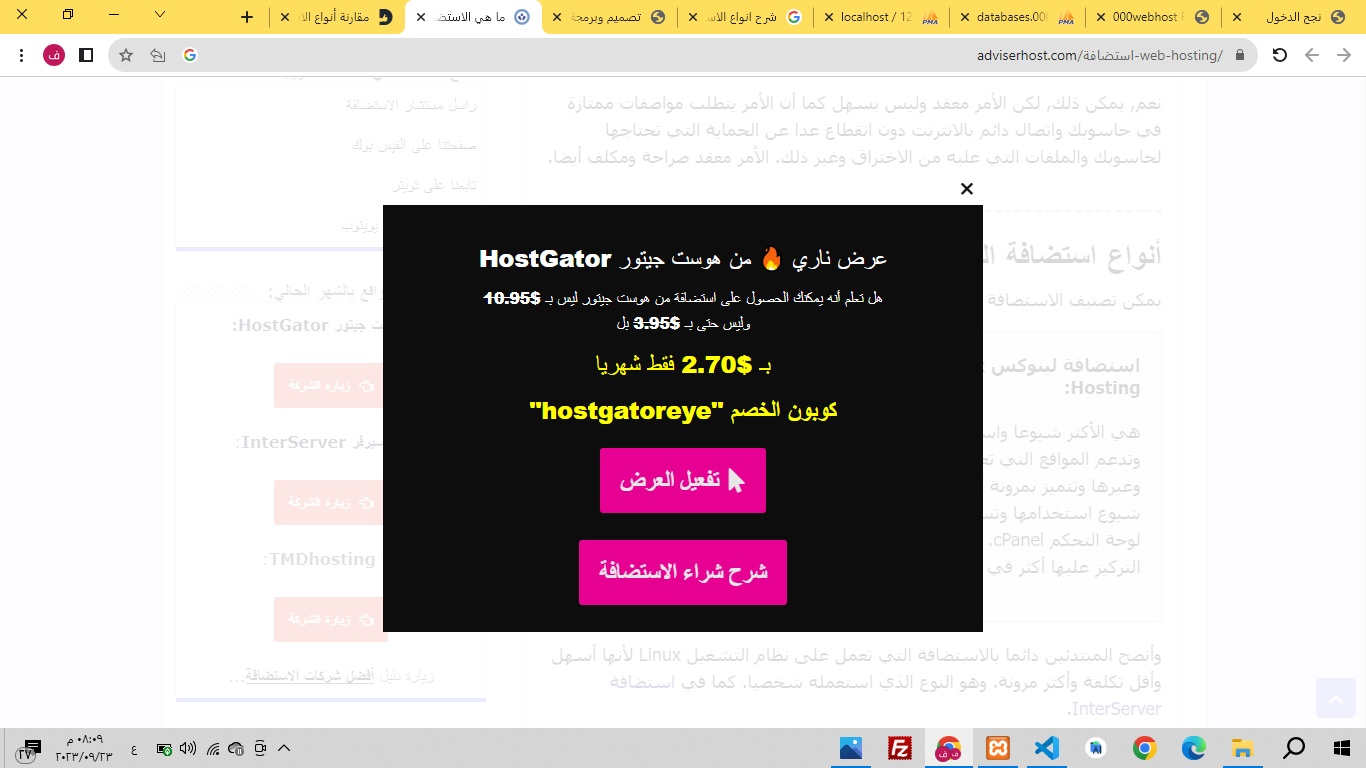 نجح الدخول
000webhost F
databases.000
localhost / 12
شرح انواع الاس
تصميم وبرمجة
ما هي الاستض
مقارنة أنواع الا
adviserhost.com/استضافة-web-hosting/
ف
نعم, يمكن ذلك, لكن الأمر معقد وليس بسهل كما أن الأمر يتطلب مواصفات ممتازة
في حاسوبك واتصال دائم بالانترنت دون انقطاع عدا عن الحماية التي تحتاجها
لحاسوبك والملفات التي عليه من الاختراق وغير ذلك. الأمر معقد صراحة ومكلف أيضا.
أنواع استضافة ال
يمكن تصنيف الاستضافة
استضافة لينوكس
Hosting:
هي الأكثر شيوعا وانت
وتدعم المواقع التي تع
وغيرها وتتميز بمرونة
شيوع استخدامها وتس
لوحة التحكم cPanel.
التركيز عليها أكثر في
وأنصح المبتدئين دائما بالاستضافة التي تعمل على نظام التشغيل Linux لأنها أسهل
وأقل تكلفة وأكثر مرونة. وهو النوع الذي استعمله شخصيا. كما في استضافة
InterServer.
راسل مستشار الاستضافة
صفحتنا على الفيس بوك
تابعنا على تويتر
يوتيوب
واقع بالشهر الحالي:
ت جيتور HostGator:
زيارة الشركة
سيرفر InterServer:
زيارة الشركة
TMDhosting:
زيارة الشركة
زيارة دليل أفضل شركات الاستضافة...
عرض ناري 🔥 من هوست جيتور HostGator
هل تعلم أنه يمكنك الحصول على استضافة من هوست جيتور ليس بـ 10.95$
وليس حتى بـ 3.95$ بل
بـ 2.70$ فقط شهريا
كوبون الخصم "hostgatoreye"
تفعيل العرض
شرح شراء الاستضافة
٠٨:٠٩ م
٢٠٢٣/٠٩/٢٣
٢٧
ع